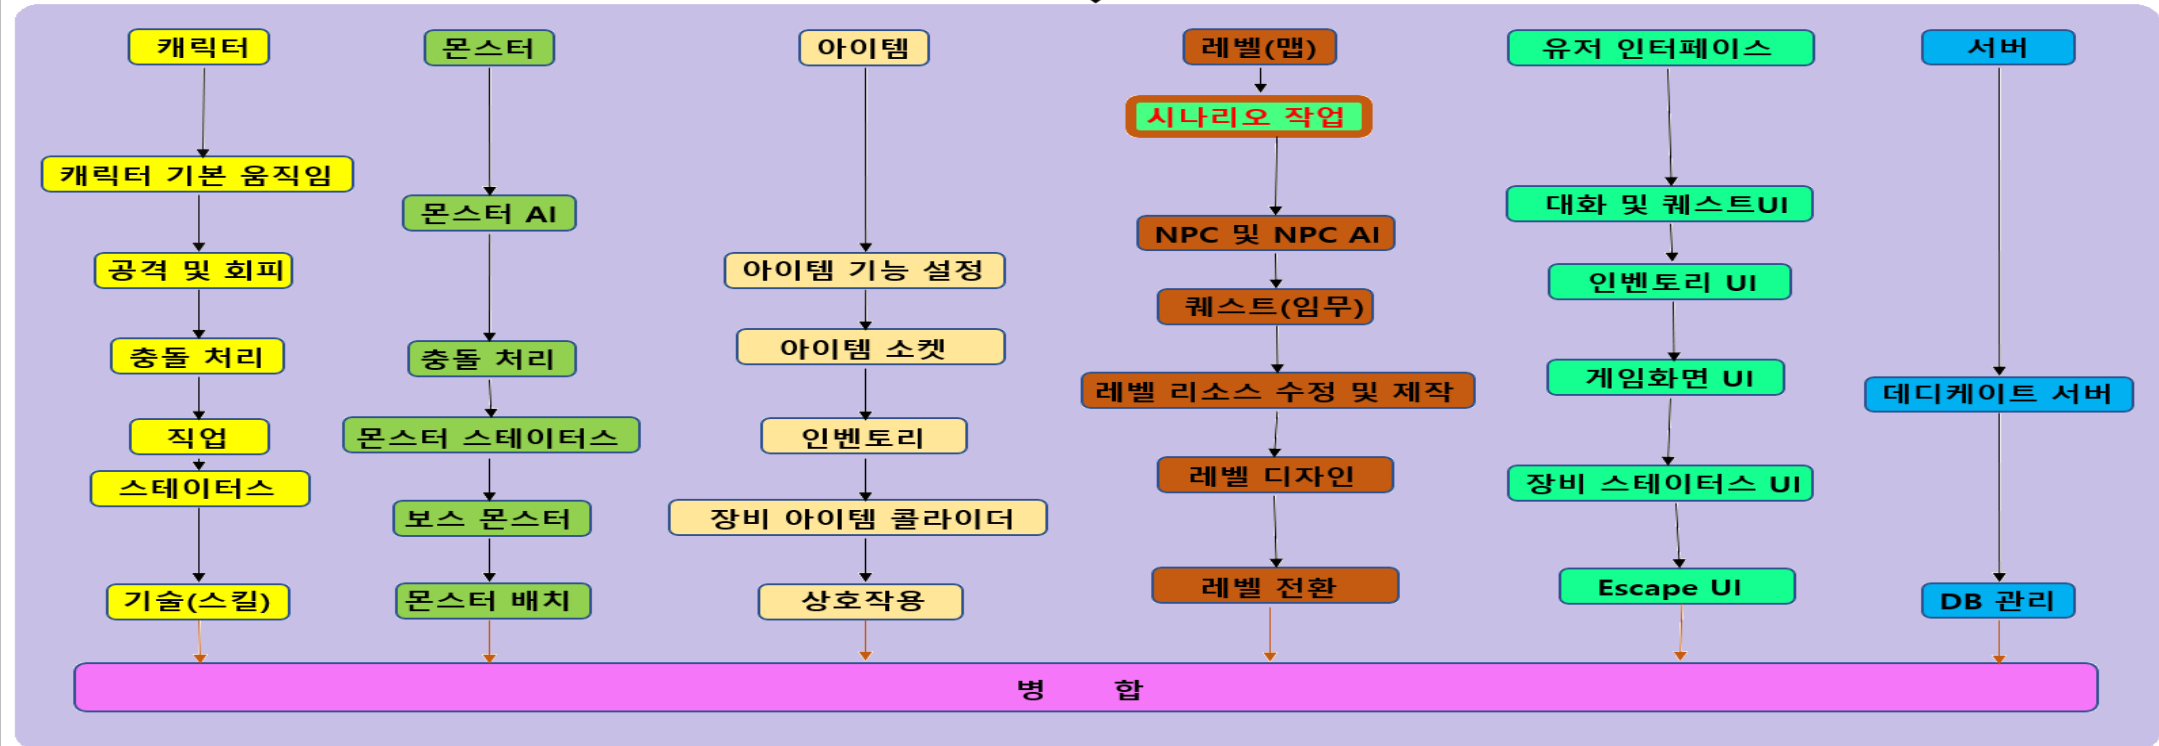 캐릭터
캐릭터 기본 움직임
공격 및 회피
충돌 처리
직업
스테이터스
기술(스킬)
몬스터
몬스터 AI
충돌 처리
몬스터 스테이터스
보스 몬스터
몬스터 배치
아이템
아이템 기능 설정
아이템 소켓
인벤토리
장비 아이템 콜라이더
상호작용
레벨(맵)
시나리오 작업
NPC 및 NPC AI
퀘스트(임무)
레벨 리소스 수정 및 제작
레벨 디자인
레벨 전환
유저 인터페이스
대화 및 퀘스트UI
인벤토리 UI
게임화면 UI
장비 스테이터스 UI
Escape UI
서버
데디케이트 서버
DB 관리
병 합